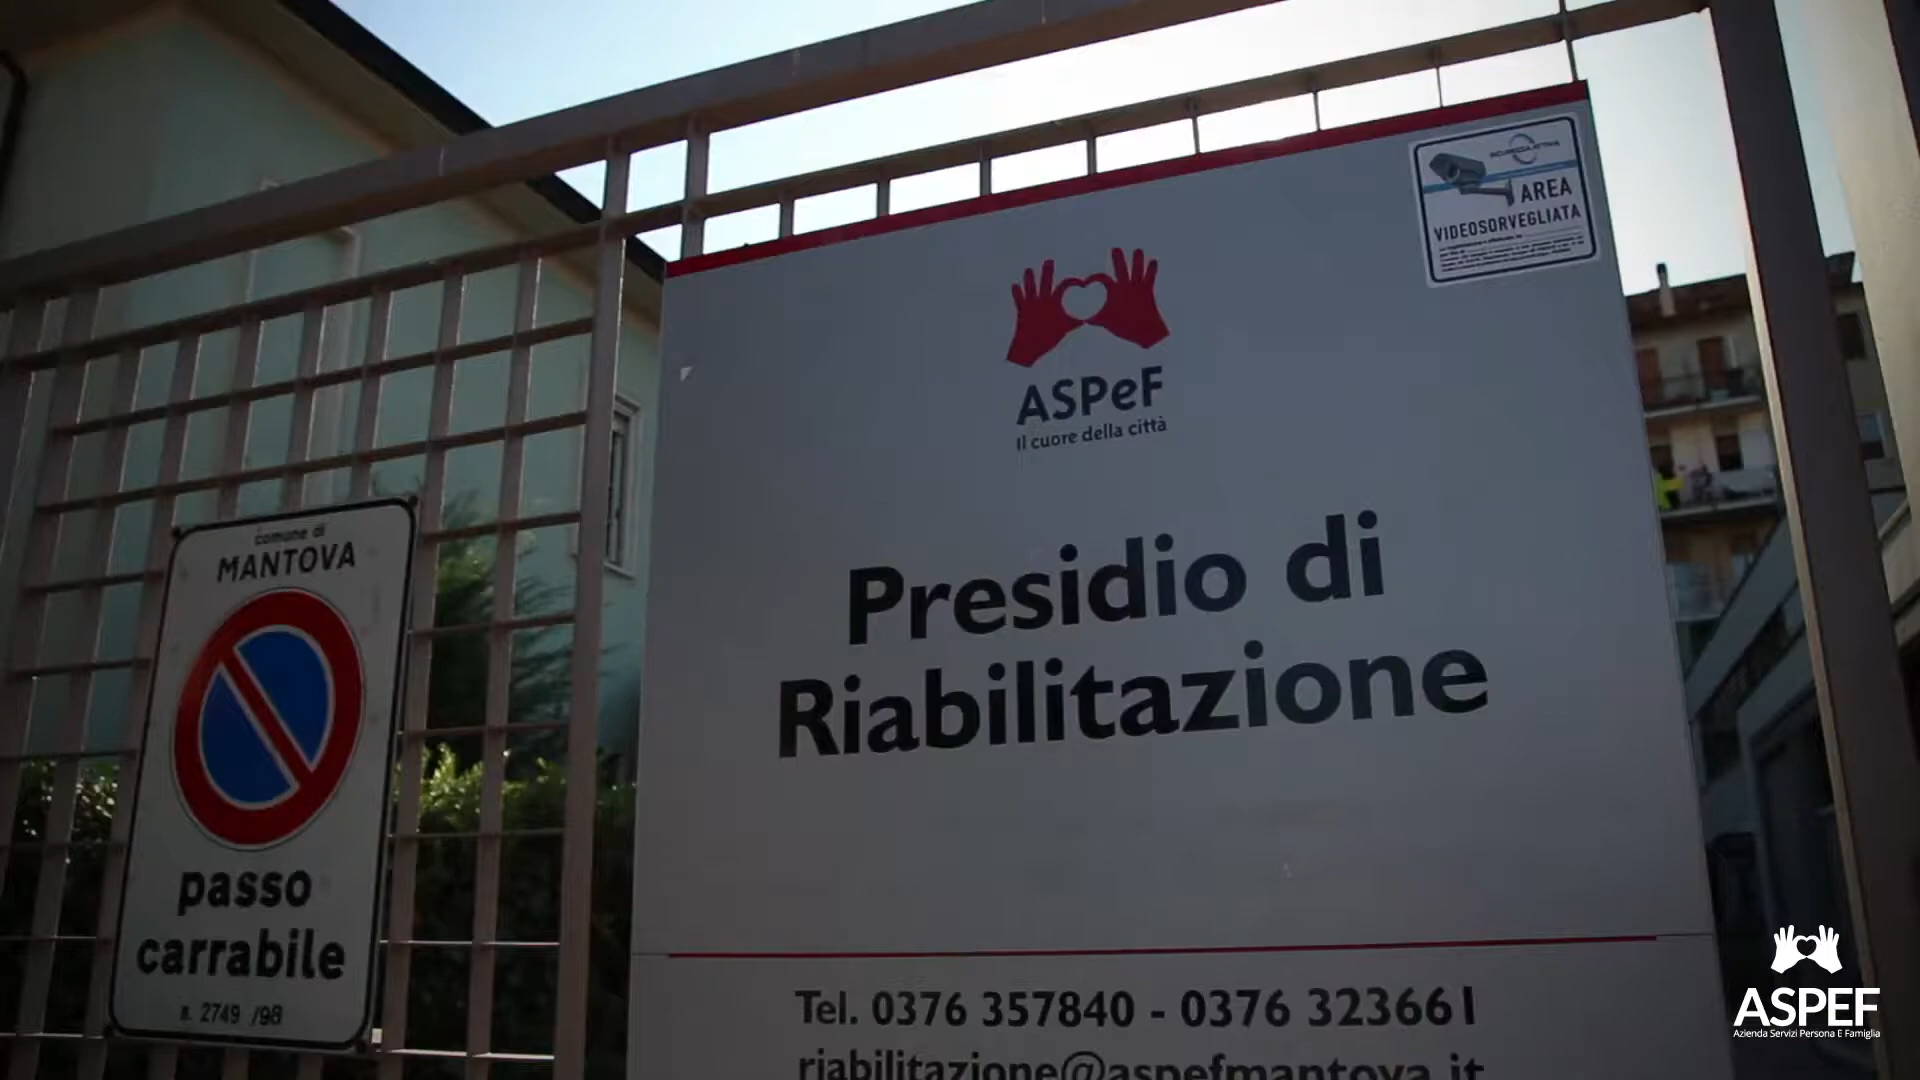 AREA
VIDEOSORVEGLIATA
ASPeF
Il cuore della città
Presidio di
Riabilitazione
Tel. 0376 357840 - 0376 323661
riabilitazione@aspefmantova.it
comune di
MANTOVA
passo
carrabile
n. 2749 /98
ASPEF
Azienda Servizi Persona E Famiglia